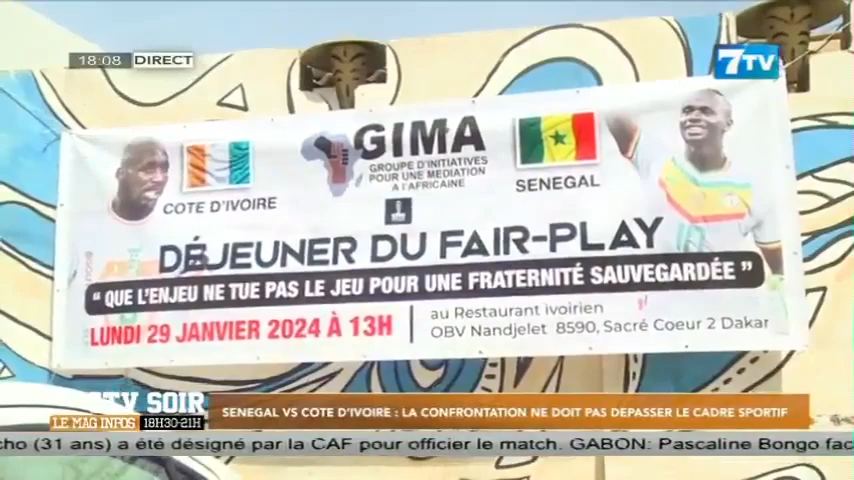 18:08 DIRECT
7TV
GIMA
GROUPE D'INITIATIVES
POUR UNE MEDIATION
A L'AFRICAINE
COTE D'IVOIRE
SENEGAL
DÉJEUNER DU FAIR-PLAY
“ QUE L'ENJEU NE TUE PAS LE JEU POUR UNE FRATERNITÉ SAUVEGARDÉE ”
LUNDI 29 JANVIER 2024 À 13H
au Restaurant ivoirien
OBV Nandjelet 8590, Sacré Coeur 2 Dakar
SOIR
LE MAG INFOS 18H30-21H
SENEGAL VS COTE D'IVOIRE : LA CONFRONTATION NE DOIT PAS DEPASSER LE CADRE SPORTIF
cho (31 ans) a été désigné par la CAF pour officier le match. GABON: Pascaline Bongo fac